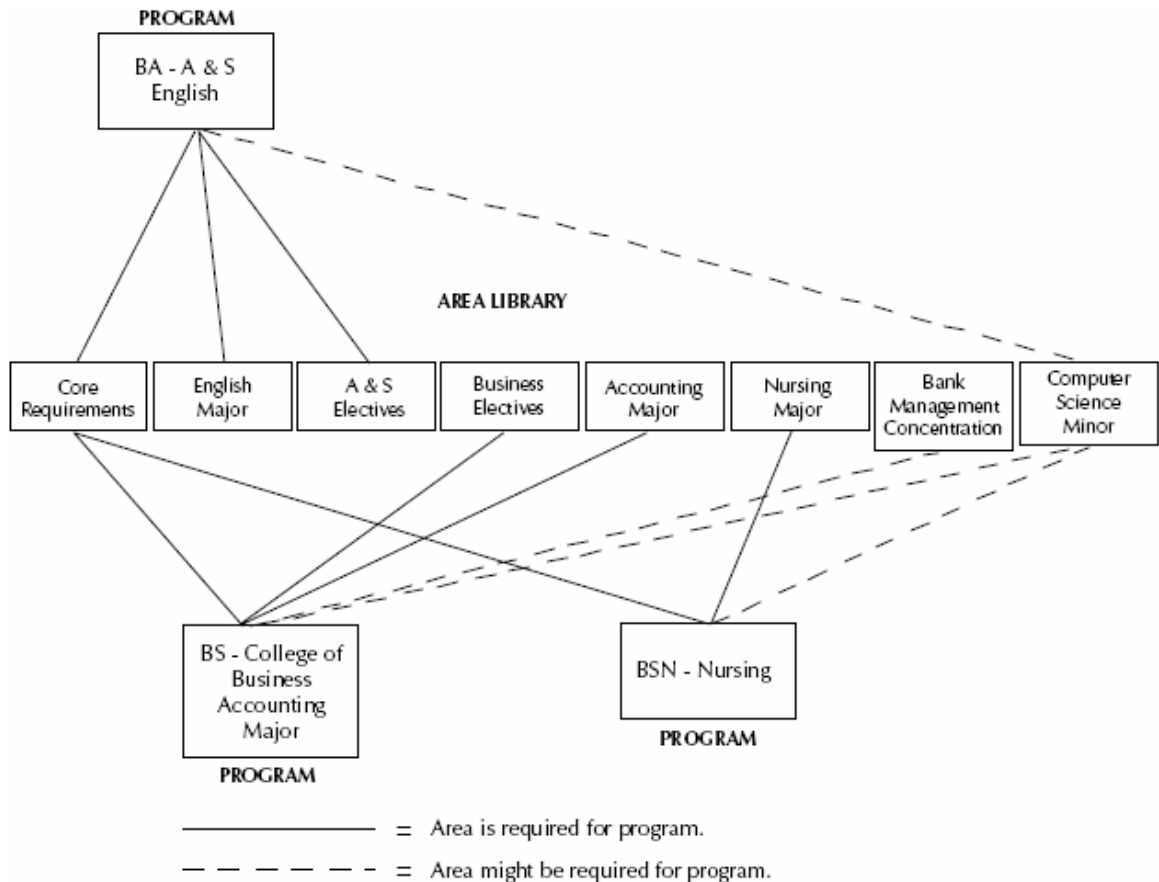 PROGRAM
BA - A & S
English
AREA LIBRARY
Core
Requirements
English
Major
A & S
Electives
Business
Electives
Accounting
Major
Nursing
Major
Bank
Management
Concentration
Computer
Science
Minor
BS - College of
Business
Accounting
Major
PROGRAM
BSN - Nursing
PROGRAM
= Area is required for program.
= Area might be required for program.